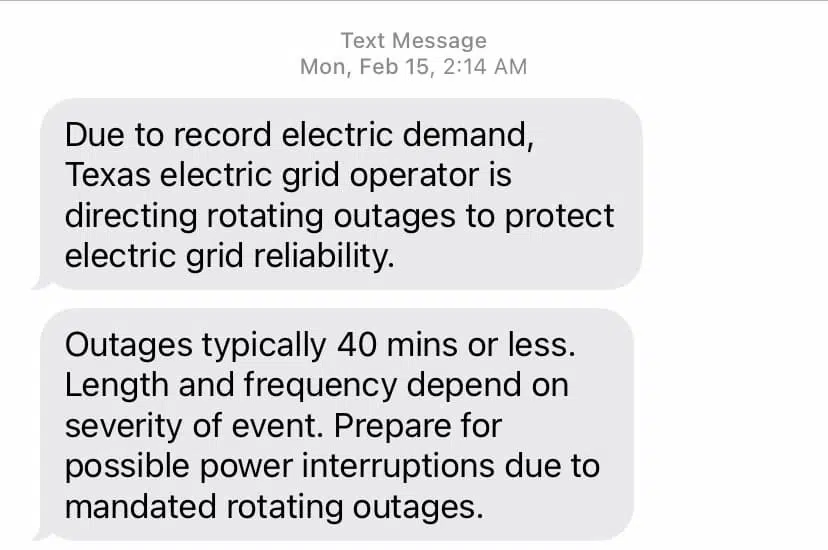 Text Message
Mon, Feb 15, 2:14 AM
Due to record electric demand,
Texas electric grid operator is
directing rotating outages to protect
electric grid reliability.
Outages typically 40 mins or less.
Length and frequency depend on
severity of event. Prepare for
possible power interruptions due to
mandated rotating outages.